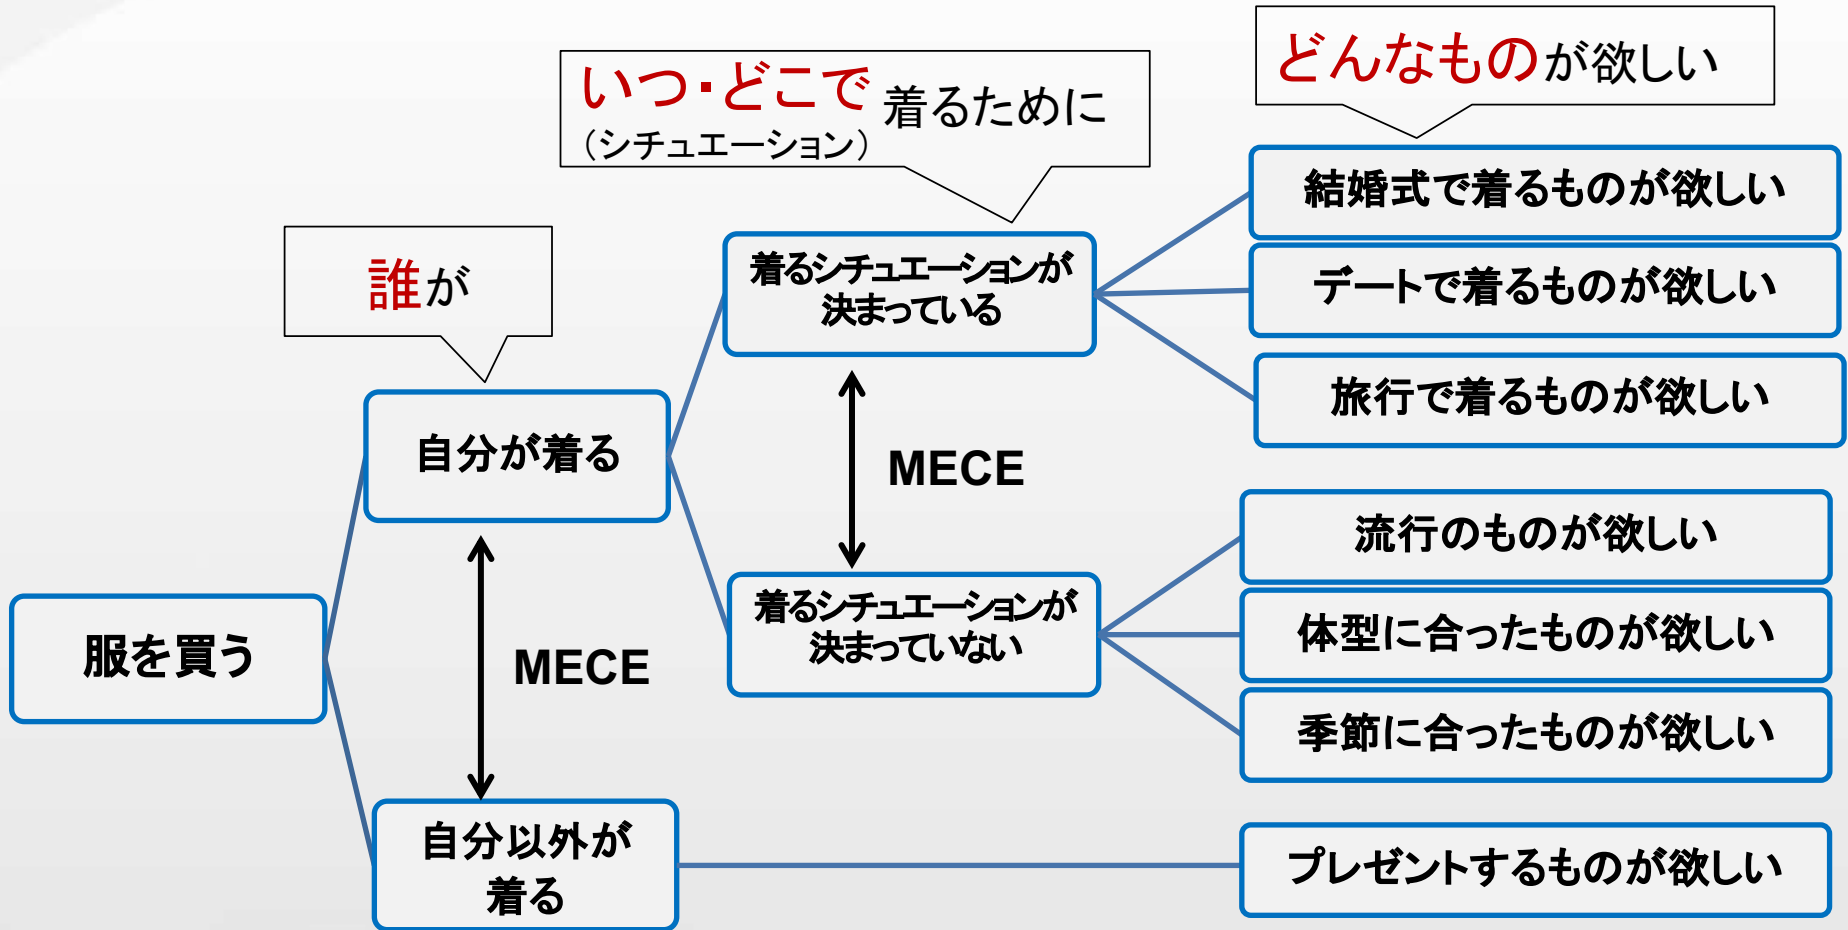 どんなものが欲しい
いつ・どこで 着るために
（シチュエーション）
結婚式で着るものが欲しい
誰が
着るシチュエーションが
決まっている
デートで着るものが欲しい
旅行で着るものが欲しい
自分が着る
MECE
流行のものが欲しい
着るシチュエーションが
決まっていない
体型に合ったものが欲しい
服を買う
MECE
季節に合ったものが欲しい
自分以外が
着る
プレゼントするものが欲しい